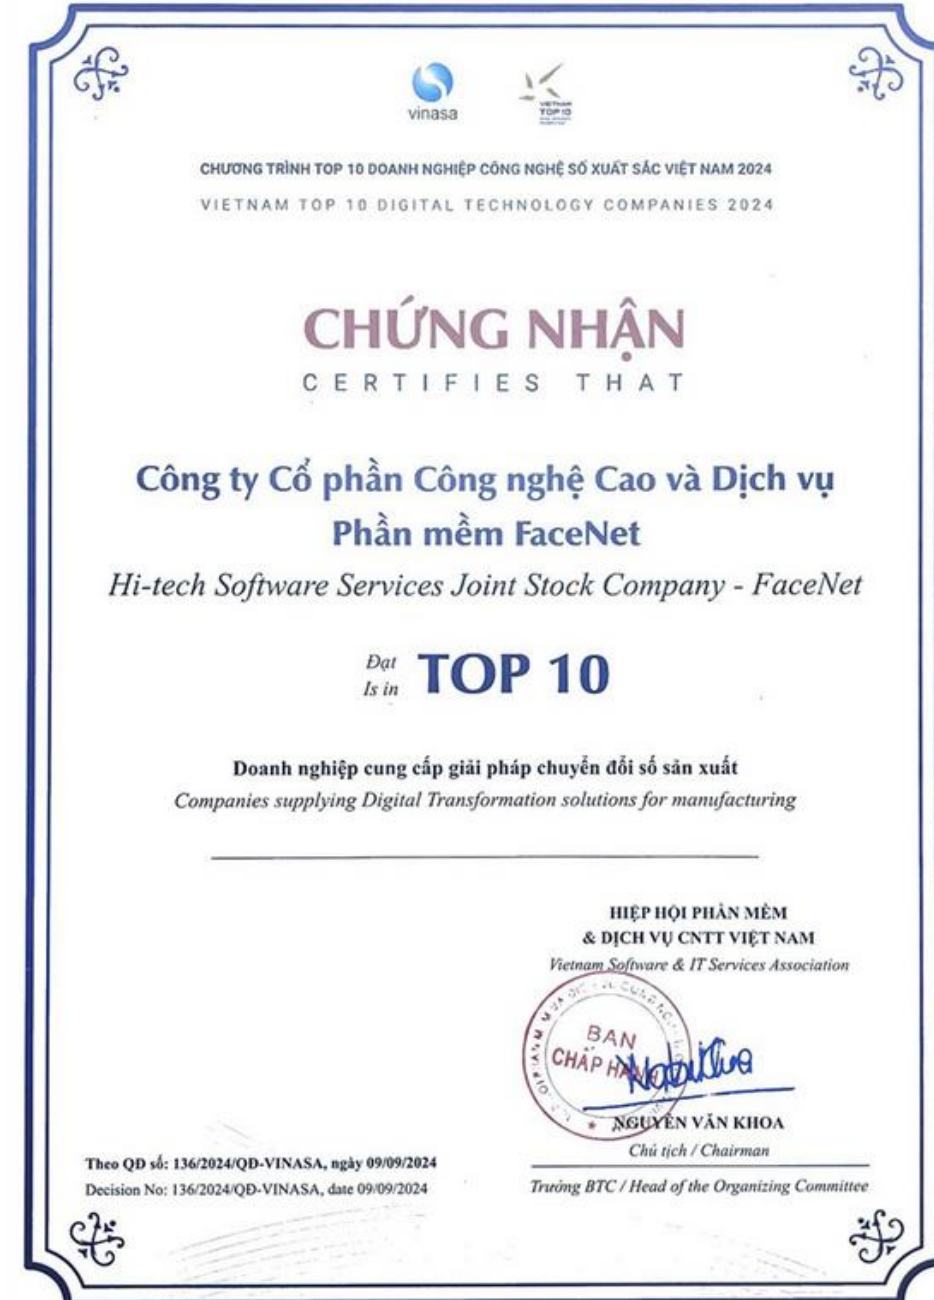 vinasa
VIETNAM
TOP 10
CHƯƠNG TRÌNH TOP 10 DOANH NGHIỆP CÔNG NGHỆ SỐ XUẤT SẮC VIỆT NAM 2024
VIETNAM TOP 10 DIGITAL TECHNOLOGY COMPANIES 2024
CHỨNG NHẬN
CERTIFIES THAT
Công ty Cổ phần Công nghệ Cao và Dịch vụ
Phần mềm FaceNet
Hi-tech Software Services Joint Stock Company - FaceNet
Đạt
Is in
TOP 10
Doanh nghiệp cung cấp giải pháp chuyển đổi số sản xuất
Companies supplying Digital Transformation solutions for manufacturing
HIỆP HỘI PHẦN MỀM
& DỊCH VỤ CNTT VIỆT NAM
Vietnam Software & IT Services Association
BAN
CHẤP HÀNH
NGUYỄN VĂN KHOA
Chủ tịch / Chairman
Trưởng BTC / Head of the Organizing Committee
Theo QĐ số: 136/2024/QĐ-VINASA, ngày 09/09/2024
Decision No: 136/2024/QĐ-VINASA, date 09/09/2024